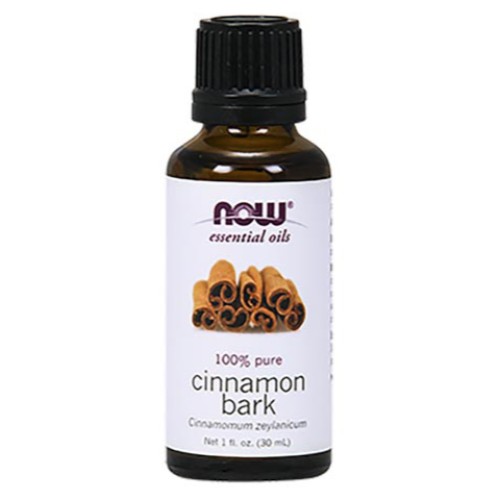 NOW®
essential oils
100% pure
cinnamon
bark
Cinnamomum zeylanicum
Net 1 fl. oz. (30 mL)